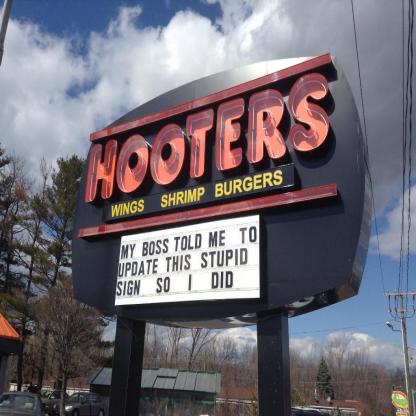 HOOTERS
WINGS SHRIMP BURGERS
MY BOSS TOLD ME TO
UPDATE THIS STUPID
SIGN SO I DID